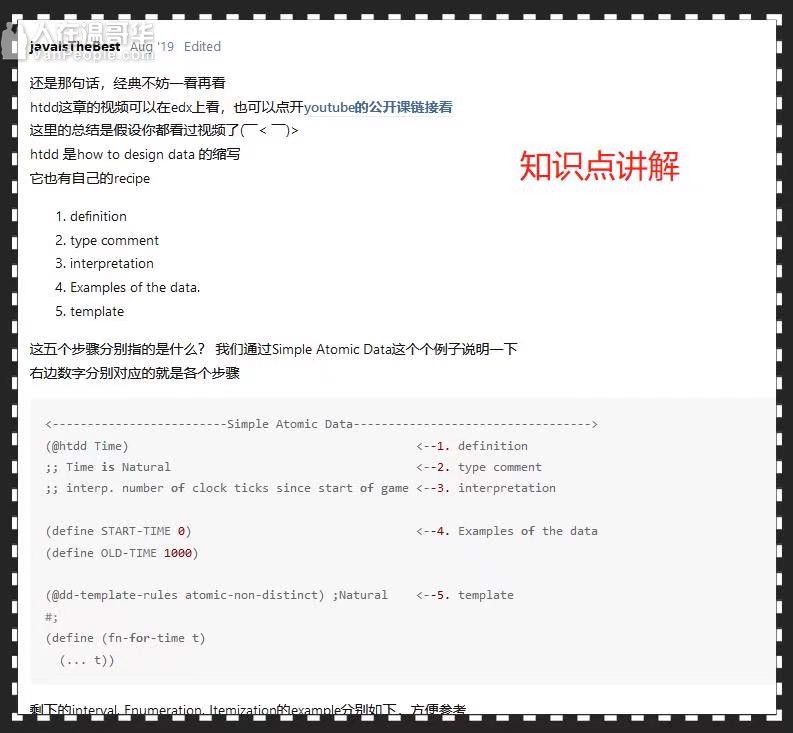 人在温哥华
VanPeople.com
javaisTheBest Aug '19 Edited
还是那句话，经典不妨一看再看
htdd这章的视频可以在edx上看，也可以点开youtube的公开课链接看
这里的总结是假设你都看过视频了(￣< ￣)>
htdd 是how to design data 的缩写
它也有自己的recipe
知识点讲解
1. definition
2. type comment
3. interpretation
4. Examples of the data.
5. template
这五个步骤分别指的是什么？ 我们通过Simple Atomic Data这个个例子说明一下
右边数字分别对应的就是各个步骤
<-------------------------Simple Atomic Data---------------------------------->
(@htdd Time) <--1. definition
;; Time is Natural <--2. type comment
;; interp. number of clock ticks since start of game <--3. interpretation
(define START-TIME 0) <--4. Examples of the data
(define OLD-TIME 1000)
(@dd-template-rules atomic-non-distinct) ;Natural <--5. template
#;
(define (fn-for-time t)
(... t))
剩下的interval, Enumeration, Itemization的example分别如下，方便参考